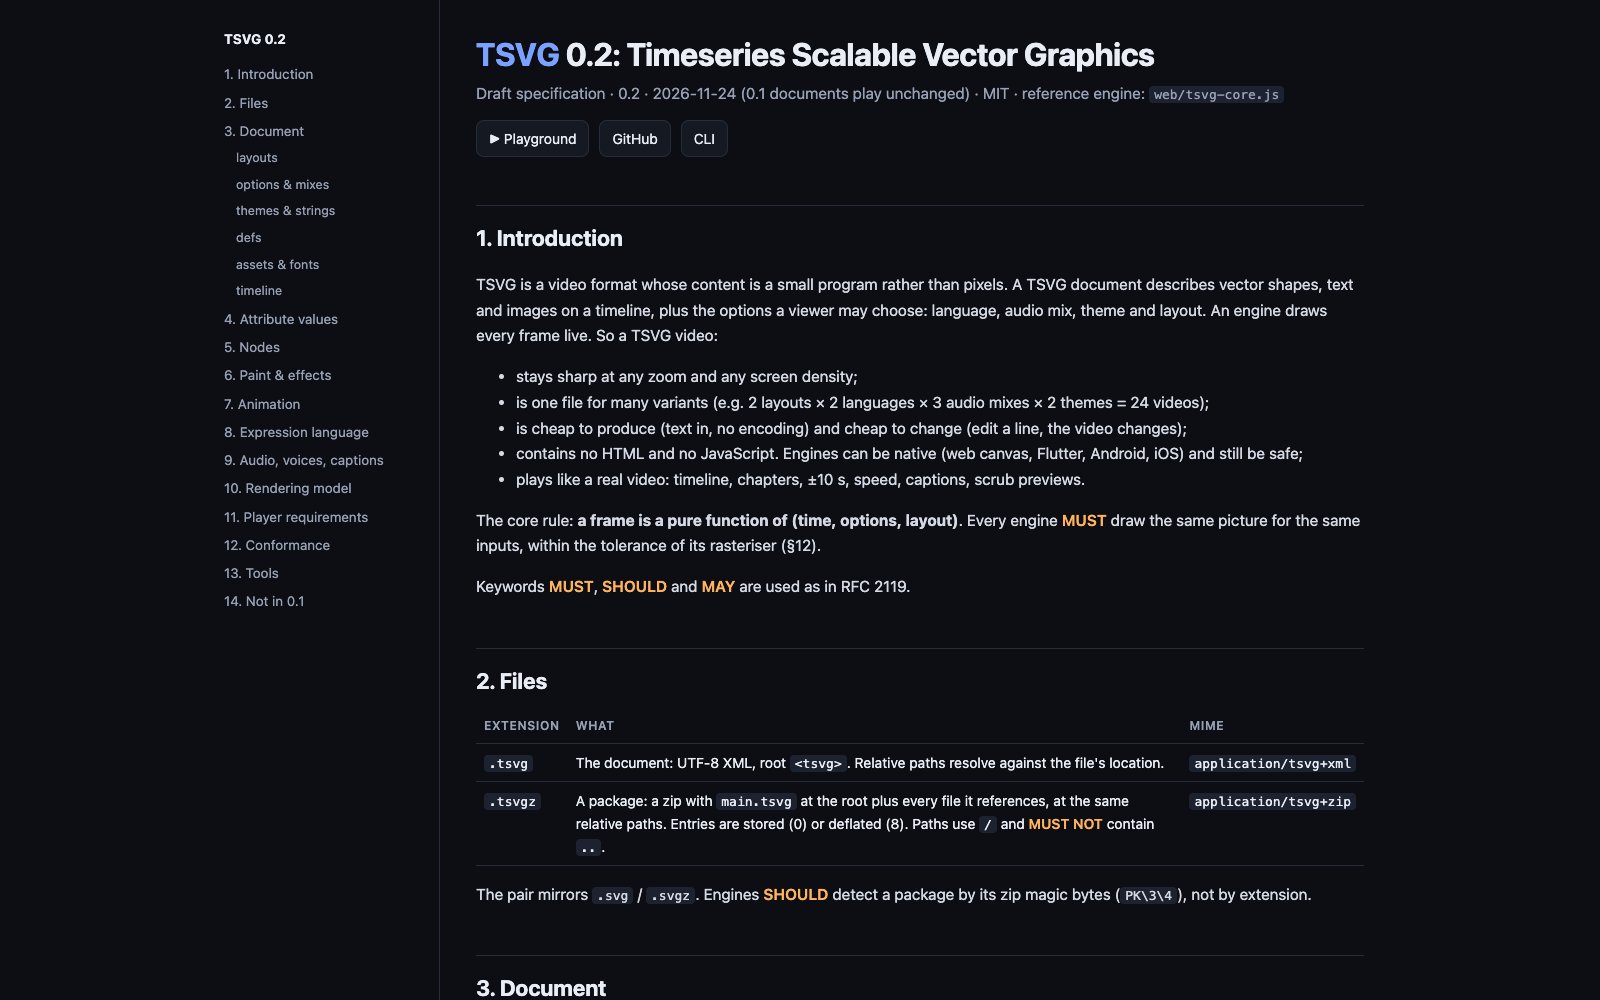 TSVG 0.2
1. Introduction
2. Files
3. Document
layouts
options & mixes
themes & strings
defs
assets & fonts
timeline
4. Attribute values
5. Nodes
6. Paint & effects
7. Animation
8. Expression language
9. Audio, voices, captions
10. Rendering model
11. Player requirements
12. Conformance
13. Tools
14. Not in 0.1
TSVG 0.2: Timeseries Scalable Vector Graphics
Draft specification · 0.2 · 2026-11-24 (0.1 documents play unchanged) · MIT · reference engine: web/tsvg-core.js
▶ Playground GitHub CLI
1. Introduction
TSVG is a video format whose content is a small program rather than pixels. A TSVG document describes vector shapes, text
and images on a timeline, plus the options a viewer may choose: language, audio mix, theme and layout. An engine draws
every frame live. So a TSVG video:
• stays sharp at any zoom and any screen density;
• is one file for many variants (e.g. 2 layouts × 2 languages × 3 audio mixes × 2 themes = 24 videos);
• is cheap to produce (text in, no encoding) and cheap to change (edit a line, the video changes);
• contains no HTML and no JavaScript. Engines can be native (web canvas, Flutter, Android, iOS) and still be safe;
• plays like a real video: timeline, chapters, ±10 s, speed, captions, scrub previews.
The core rule: a frame is a pure function of (time, options, layout). Every engine MUST draw the same picture for the same
inputs, within the tolerance of its rasteriser (§12).
Keywords MUST, SHOULD and MAY are used as in RFC 2119.
2. Files
EXTENSION WHAT MIME
.tsvg The document: UTF-8 XML, root <tsvg>. Relative paths resolve against the file's location. application/tsvg+xml
.tsvgz A package: a zip with main.tsvg at the root plus every file it references, at the same application/tsvg+zip
relative paths. Entries are stored (0) or deflated (8). Paths use / and MUST NOT contain
...
The pair mirrors .svg / .svgz. Engines SHOULD detect a package by its zip magic bytes (PK\3\4), not by extension.
3. Document